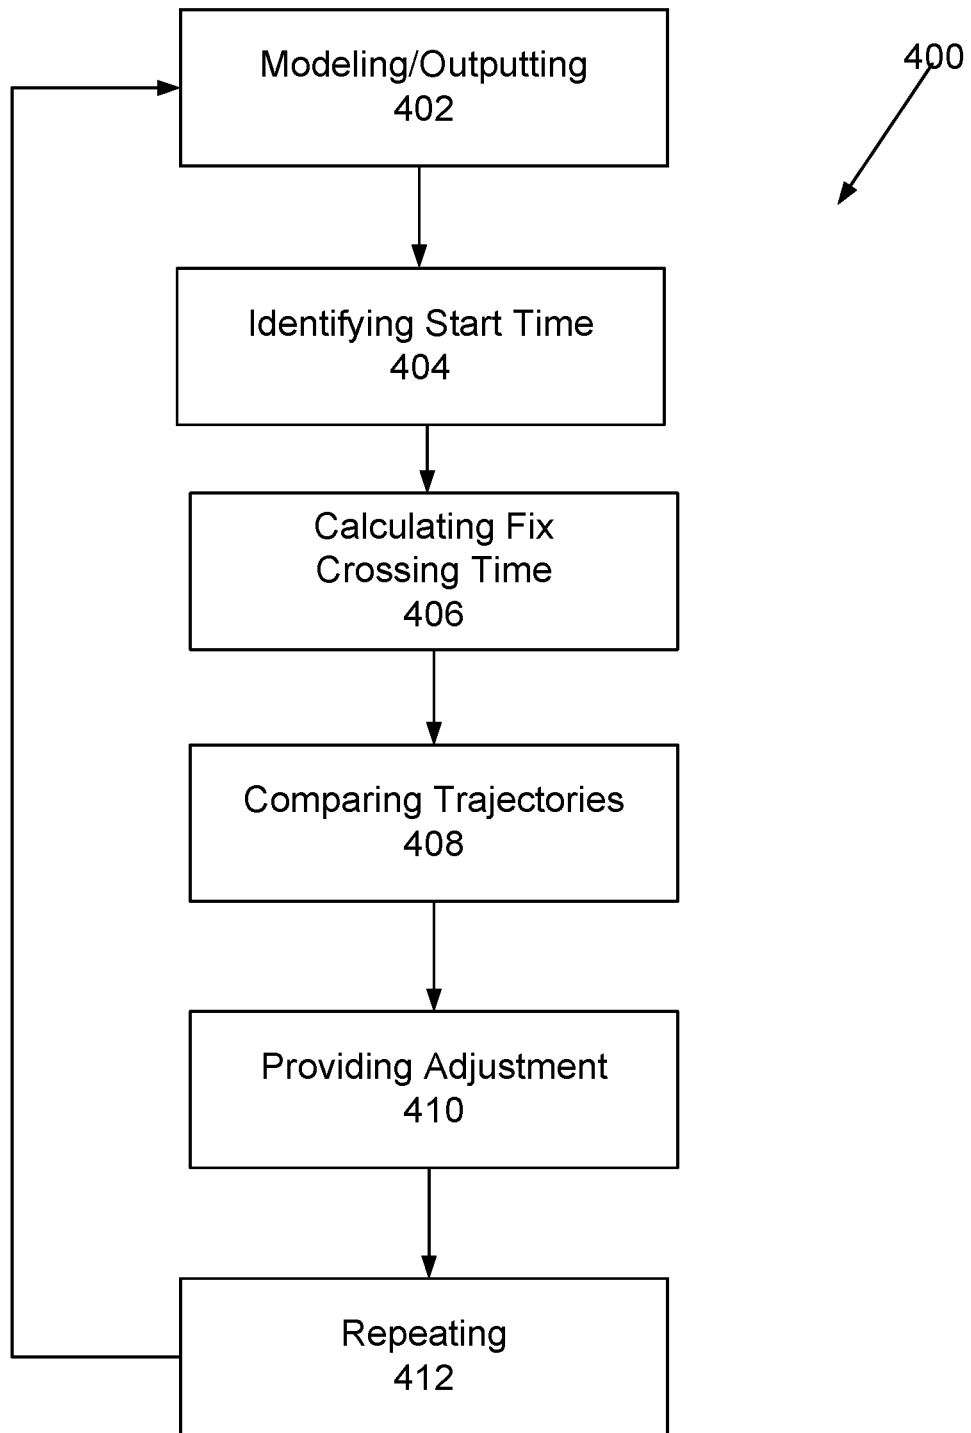 Modeling/Outputting
402
400
Identifying Start Time
404
Calculating Fix
Crossing Time
406
Comparing Trajectories
408
Providing Adjustment
410
Repeating
412